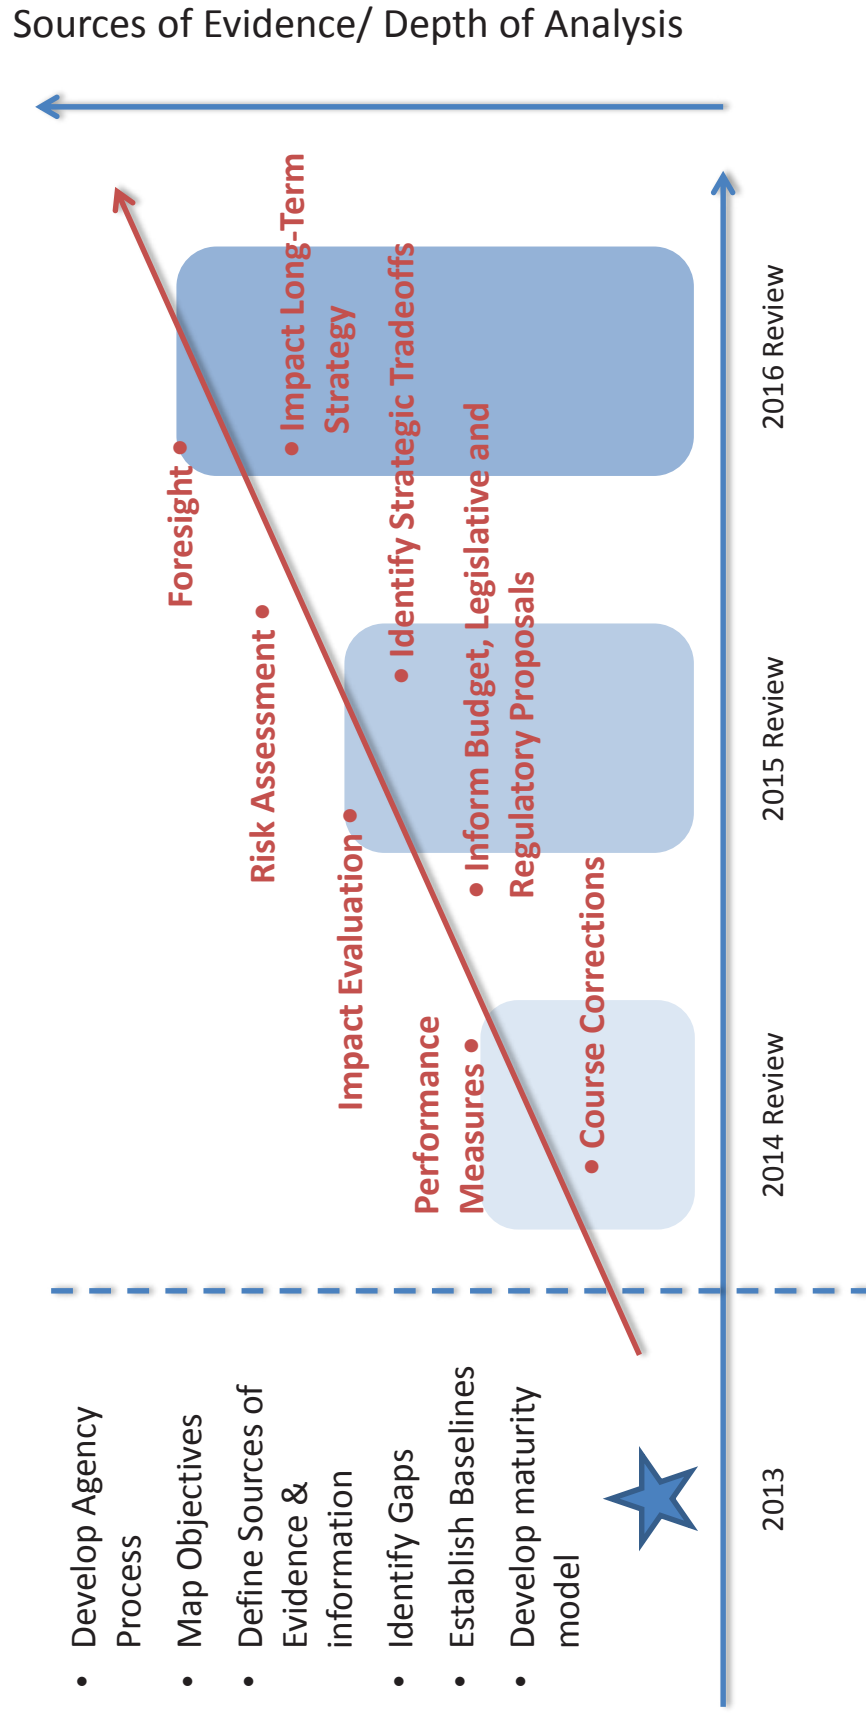 Sources of Evidence/ Depth of Analysis
• Develop Agency
Process
• Map Objectives
• Define Sources of
Evidence &
information
• Identify Gaps
• Establish Baselines
• Develop maturity
model
Performance
Measures •
Impact Evaluation •
Risk Assessment •
Foresight •
• Course Corrections
• Inform Budget, Legislative and
Regulatory Proposals
• Identify Strategic Tradeoffs
• Impact Long-Term
Strategy
2013
2014 Review
2015 Review
2016 Review